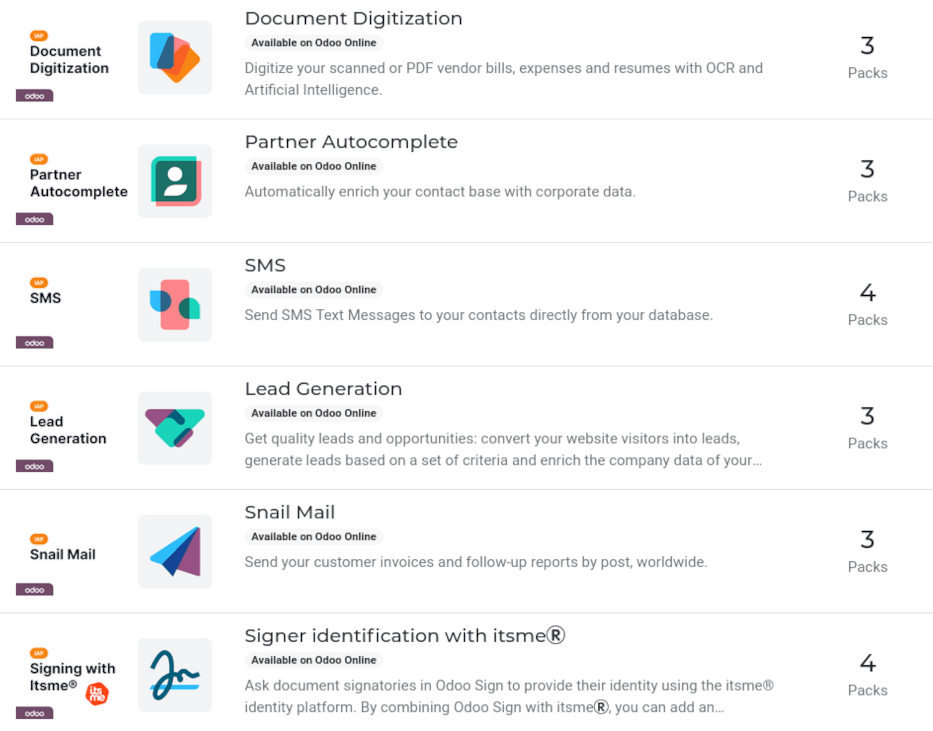 IAP
Document
Digitization
odoo
Document Digitization
Available on Odoo Online
Digitize your scanned or PDF vendor bills, expenses and resumes with OCR and
Artificial Intelligence.
3
Packs
IAP
Partner
Autocomplete
odoo
Partner Autocomplete
Available on Odoo Online
Automatically enrich your contact base with corporate data.
3
Packs
IAP
SMS
odoo
SMS
Available on Odoo Online
Send SMS Text Messages to your contacts directly from your database.
4
Packs
IAP
Lead
Generation
odoo
Lead Generation
Available on Odoo Online
Get quality leads and opportunities: convert your website visitors into leads,
generate leads based on a set of criteria and enrich the company data of your…
3
Packs
IAP
Snail Mail
odoo
Snail Mail
Available on Odoo Online
Send your customer invoices and follow-up reports by post, worldwide.
3
Packs
IAP
Signing with
Itsme®
its
me
odoo
Signer identification with itsme®
Available on Odoo Online
Ask document signatories in Odoo Sign to provide their identity using the itsme®
identity platform. By combining Odoo Sign with itsme®, you can add an…
4
Packs